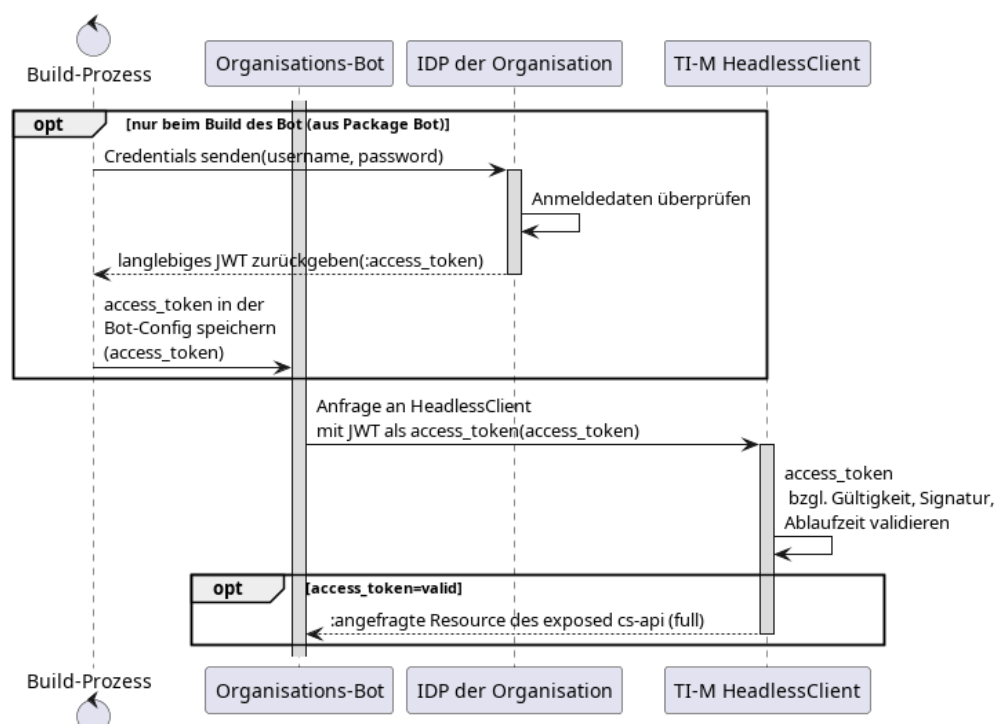 Build-Prozess
Organisations-Bot
IDP der Organisation
TI-M HeadlessClient
opt
[nur beim Build des Bot (aus Package Bot)]
Credentials senden(username, password)
Anmeldedaten überprüfen
langlebiges JWT zurückgeben(:access_token)
access_token in der
Bot-Config speichern
(access_token)
Anfrage an HeadlessClient
mit JWT als access_token(access_token)
access_token
bzgl. Gültigkeit, Signatur,
Ablaufzeit validieren
opt
[access_token=valid]
:angefragte Resource des exposed cs-api (full)
Build-Prozess
Organisations-Bot
IDP der Organisation
TI-M HeadlessClient